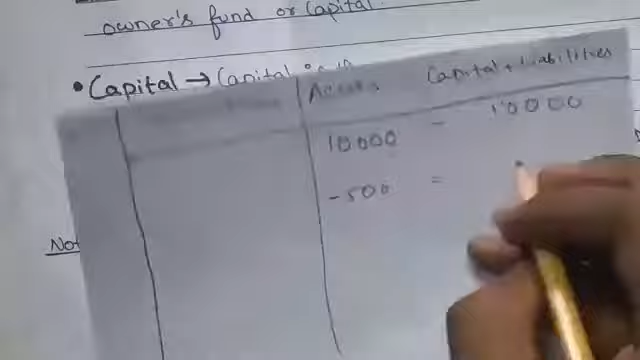 owner's fund or Capital.
• Capital → Capital
Assets Capital + Liabilities
10000 = 10000
-500 =
Not